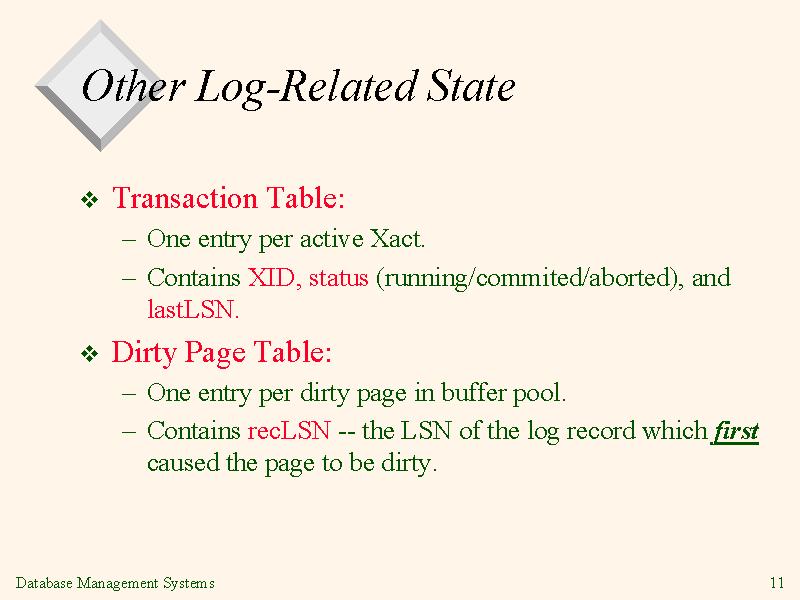 Other Log-Related State
❖ Transaction Table:
– One entry per active Xact.
– Contains XID, status (running/commited/aborted), and
lastLSN.
❖ Dirty Page Table:
– One entry per dirty page in buffer pool.
– Contains recLSN -- the LSN of the log record which first
caused the page to be dirty.
Database Management Systems
11